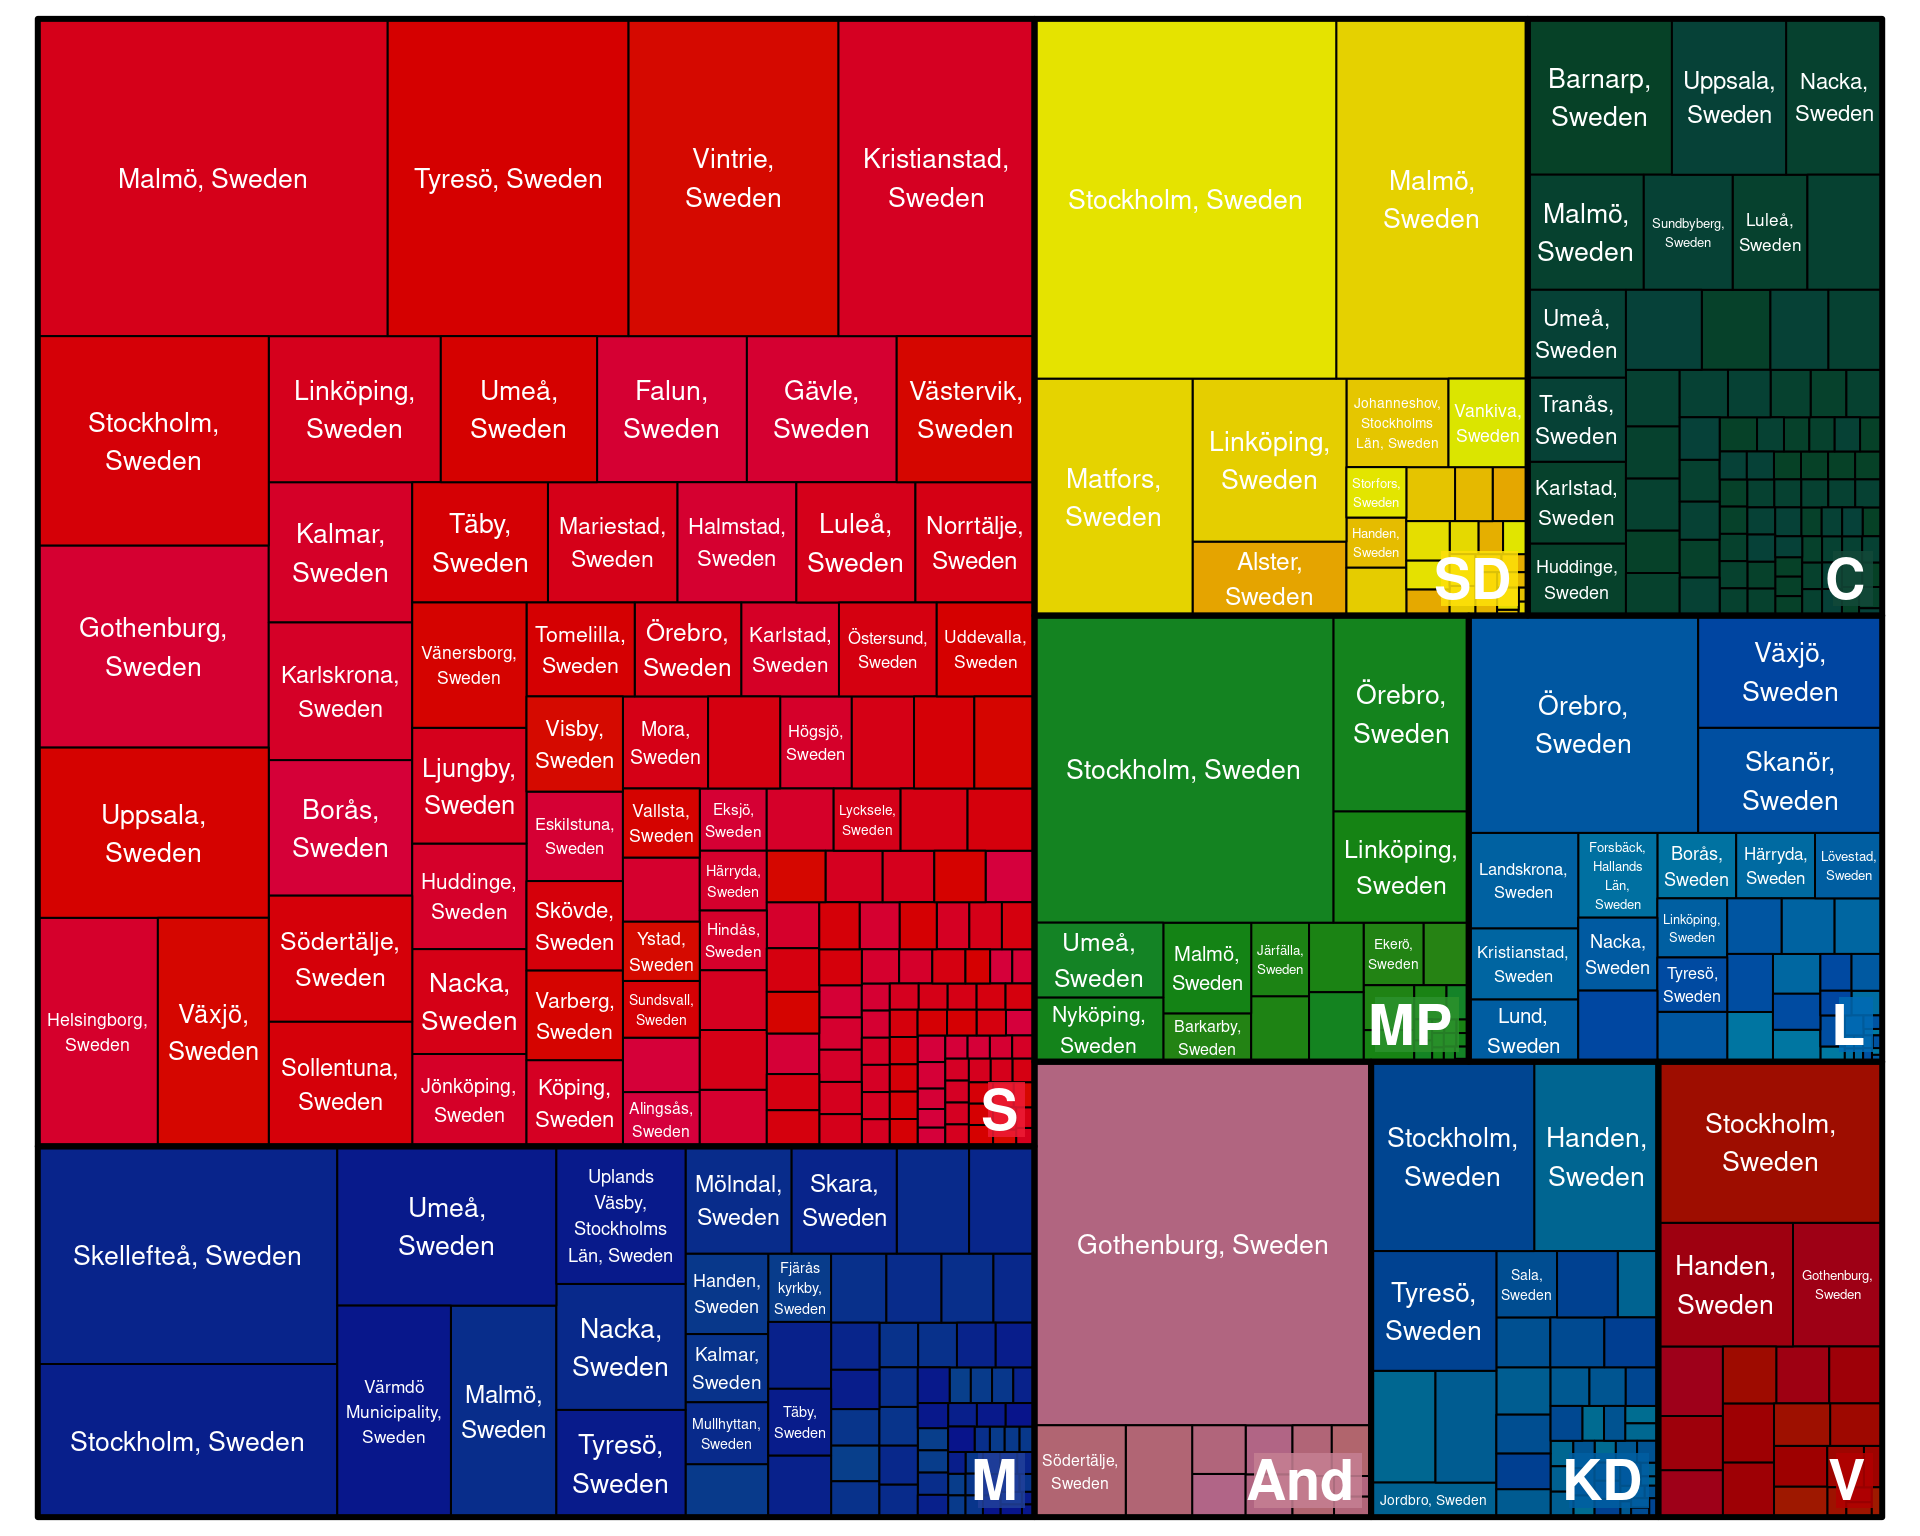 Malmö, Sweden
Tyresö, Sweden
Vintrie,
Sweden
Kristianstad,
Sweden
Stockholm,
Sweden
Linköping,
Sweden
Umeå,
Sweden
Falun,
Sweden
Gävle,
Sweden
Västervik,
Sweden
Gothenburg,
Sweden
Kalmar,
Sweden
Täby,
Sweden
Mariestad,
Sweden
Halmstad,
Sweden
Luleå,
Sweden
Norrtälje,
Sweden
Karlskrona,
Sweden
Vänersborg,
Sweden
Tomelilla,
Sweden
Örebro,
Sweden
Karlstad,
Sweden
Östersund,
Sweden
Uddevalla,
Sweden
Uppsala,
Sweden
Borås,
Sweden
Ljungby,
Sweden
Visby,
Sweden
Mora,
Sweden
Högsjö,
Sweden
Eskilstuna,
Sweden
Vallsta,
Sweden
Eksjö,
Sweden
Lycksele,
Sweden
Huddinge,
Sweden
Härryda,
Sweden
Helsingborg,
Sweden
Växjö,
Sweden
Södertälje,
Sweden
Skövde,
Sweden
Ystad,
Sweden
Hindås,
Sweden
Nacka,
Sweden
Varberg,
Sweden
Sundsvall,
Sweden
Sollentuna,
Sweden
Jönköping,
Sweden
Köping,
Sweden
Alingsås,
Sweden
S
Skellefteå, Sweden
Stockholm, Sweden
Umeå,
Sweden
Värmdö
Municipality,
Sweden
Malmö,
Sweden
Uplands
Väsby,
Stockholms
Län, Sweden
Nacka,
Sweden
Tyresö,
Sweden
Mölndal,
Sweden
Skara,
Sweden
Handen,
Sweden
Fjärås
kyrkby,
Sweden
Kalmar,
Sweden
Mullhyttan,
Sweden
Täby,
Sweden
M
Stockholm, Sweden
Malmö,
Sweden
Matfors,
Sweden
Linköping,
Sweden
Alster,
Sweden
Johanneshov,
Stockholms
Län, Sweden
Vankiva,
Sweden
Storfors,
Sweden
Handen,
Sweden
SD
Barnarp,
Sweden
Uppsala,
Sweden
Nacka,
Sweden
Malmö,
Sweden
Sundbyberg,
Sweden
Luleå,
Sweden
Umeå,
Sweden
Tranås,
Sweden
Karlstad,
Sweden
Huddinge,
Sweden
C
Stockholm, Sweden
Örebro,
Sweden
Linköping,
Sweden
Umeå,
Sweden
Nyköping,
Sweden
Malmö,
Sweden
Barkarby,
Sweden
Järfälla,
Sweden
Ekerö,
Sweden
MP
Örebro,
Sweden
Växjö,
Sweden
Skanör,
Sweden
Landskrona,
Sweden
Kristianstad,
Sweden
Lund,
Sweden
Forsbäck,
Hallands
Län,
Sweden
Nacka,
Sweden
Borås,
Sweden
Härryda,
Sweden
Lövestad,
Sweden
Linköping,
Sweden
Tyresö,
Sweden
L
Gothenburg, Sweden
Södertälje,
Sweden
And
Stockholm,
Sweden
Handen,
Sweden
Tyresö,
Sweden
Sala,
Sweden
Jordbro, Sweden
KD
Stockholm,
Sweden
Handen,
Sweden
Gothenburg,
Sweden
V